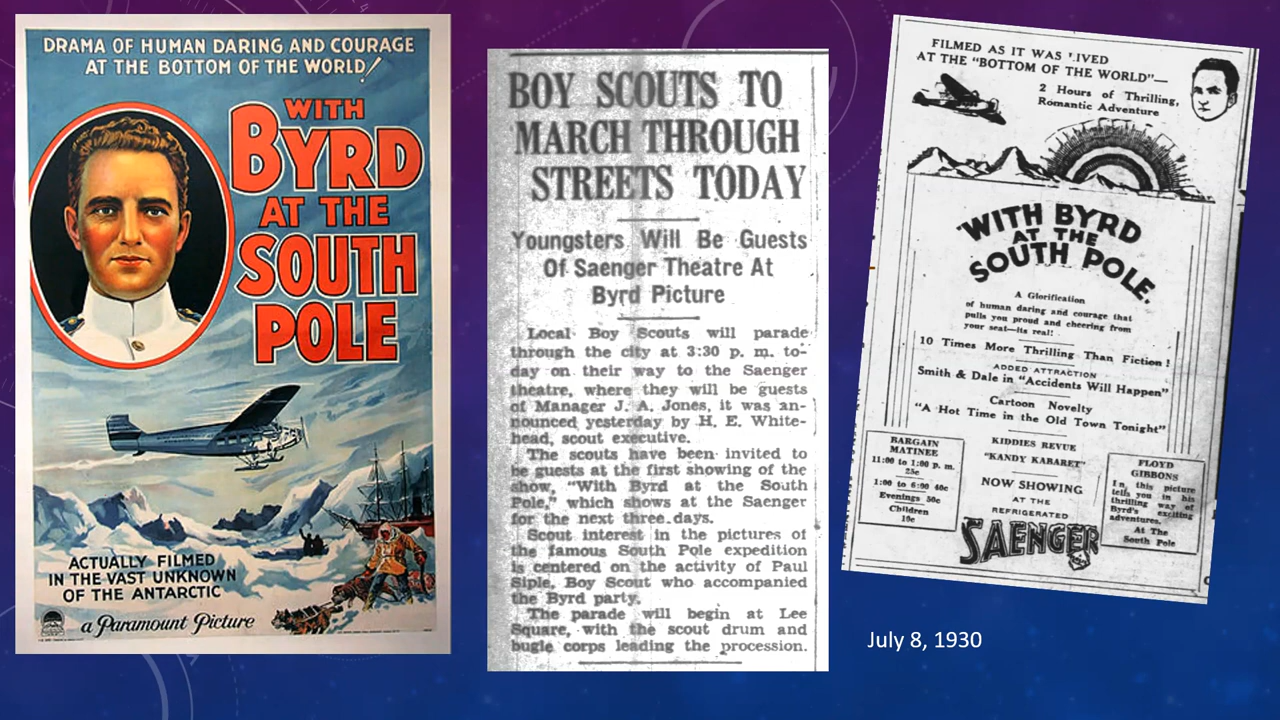 DRAMA OF HUMAN DARING AND COURAGE
AT THE BOTTOM OF THE WORLD!
WITH
BYRD
AT THE
SOUTH
POLE
ACTUALLY FILMED
IN THE VAST UNKNOWN
OF THE ANTARCTIC
a Paramount Picture
BOY SCOUTS TO
MARCH THROUGH
STREETS TODAY
Youngsters Will Be Guests
Of Saenger Theatre At
Byrd Picture
Local Boy Scouts will parade
through the city at 3:30 p. m. to-
day on their way to the Saenger
theatre, where they will be guests
of Manager J. A. Jones, it was an-
nounced yesterday by H. E. White-
head, scout executive.
The scouts have been invited to
be guests at the first showing of the
show, "With Byrd at the South
Pole," which shows at the Saenger
for the next three days.
Scout interest in the pictures of
the famous South Pole expedition
is centered on the activity of Paul
Siple, Boy Scout who accompanied
the Byrd party.
The parade will begin at Lee
Square, with the scout drum and
bugle corps leading the procession.
FILMED AS IT WAS LIVED
AT THE "BOTTOM OF THE WORLD"—
2 Hours of Thrilling,
Romantic Adventure
"WITH BYRD
AT THE
SOUTH POLE.
A Glorification
of human daring and courage that
pulls you proud and cheering from
your seat—its real!
10 Times More Thrilling Than Fiction!
ADDED ATTRACTION
Smith & Dale in "Accidents Will Happen"
Cartoon Novelty
"A Hot Time in the Old Town Tonight"
KIDDIES REVUE
"KANDY KABARET"
NOW SHOWING
AT THE
REFRIGERATED
SAENGER
BARGAIN
MATINEE
11:00 to 1:00 p. m.
25c
1:00 to 6:00 40c
Evenings 50c
Children
10c
FLOYD
GIBBONS
In this picture
tells you in his
thrilling way of
Byrd's exciting
adventures.
At The
South Pole
July 8, 1930